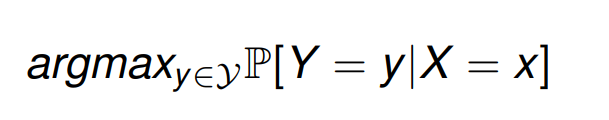 argmax_{y∈𝒴}ℙ[Y = y|X = x]